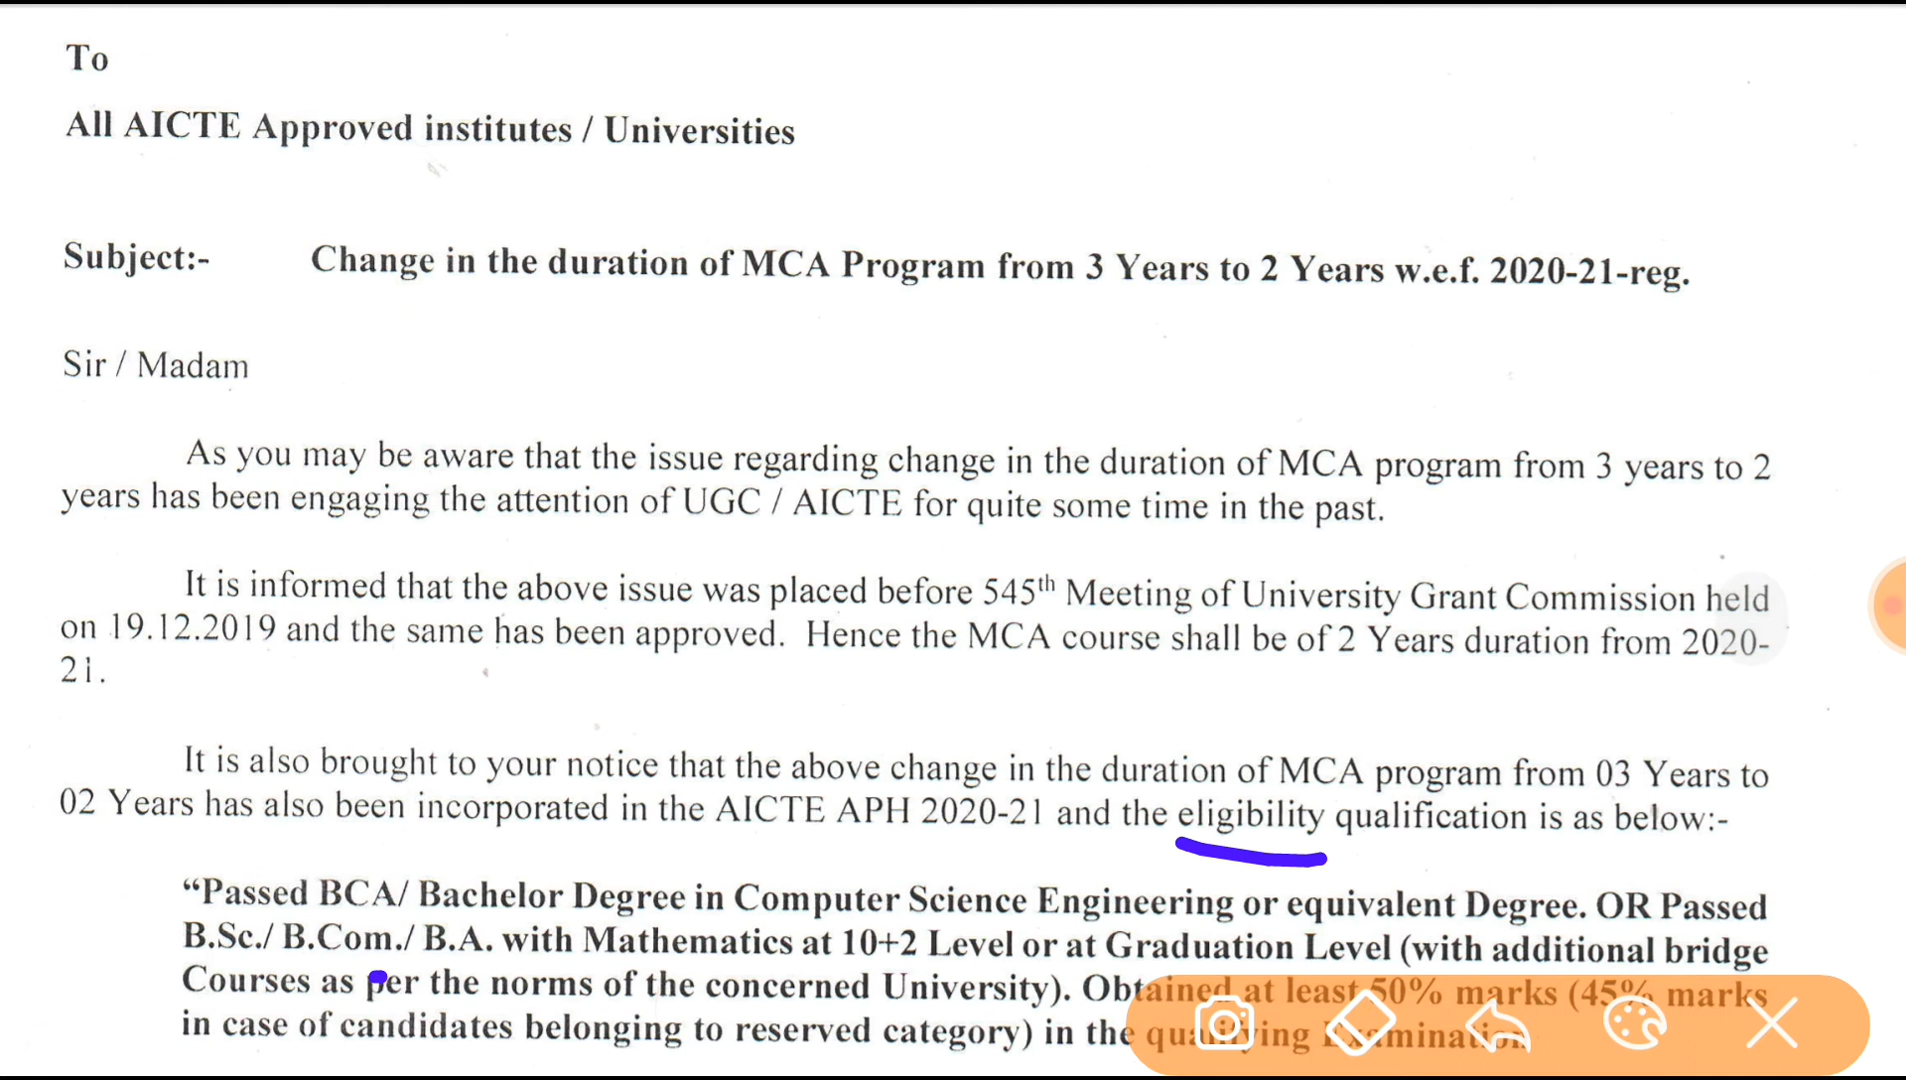 To
All AICTE Approved institutes / Universities
Subject:- Change in the duration of MCA Program from 3 Years to 2 Years w.e.f. 2020-21-reg.
Sir / Madam
As you may be aware that the issue regarding change in the duration of MCA program from 3 years to 2
years has been engaging the attention of UGC / AICTE for quite some time in the past.
It is informed that the above issue was placed before 545th Meeting of University Grant Commission held
on 19.12.2019 and the same has been approved. Hence the MCA course shall be of 2 Years duration from 2020-
21.
It is also brought to your notice that the above change in the duration of MCA program from 03 Years to
02 Years has also been incorporated in the AICTE APH 2020-21 and the eligibility qualification is as below:-
“Passed BCA/ Bachelor Degree in Computer Science Engineering or equivalent Degree. OR Passed
B.Sc./ B.Com./ B.A. with Mathematics at 10+2 Level or at Graduation Level (with additional bridge
Courses as per the norms of the concerned University). Obtained at least 50% marks (45% marks
in case of candidates belonging to reserved category) in the qualifying Examination